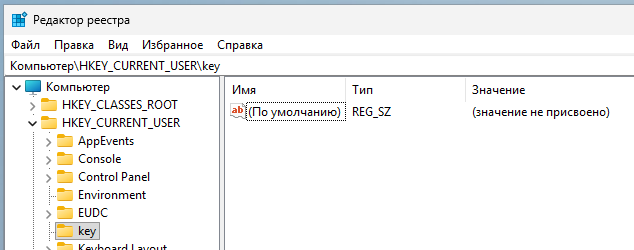 Редактор реестра
Файл Правка Вид Избранное Справка
Компьютер\HKEY_CURRENT_USER\key
Компьютер
HKEY_CLASSES_ROOT
HKEY_CURRENT_USER
AppEvents
Console
Control Panel
Environment
EUDC
key
Keyboard Layout
Имя Тип Значение
ab (По умолчанию) REG_SZ (значение не присвоено)